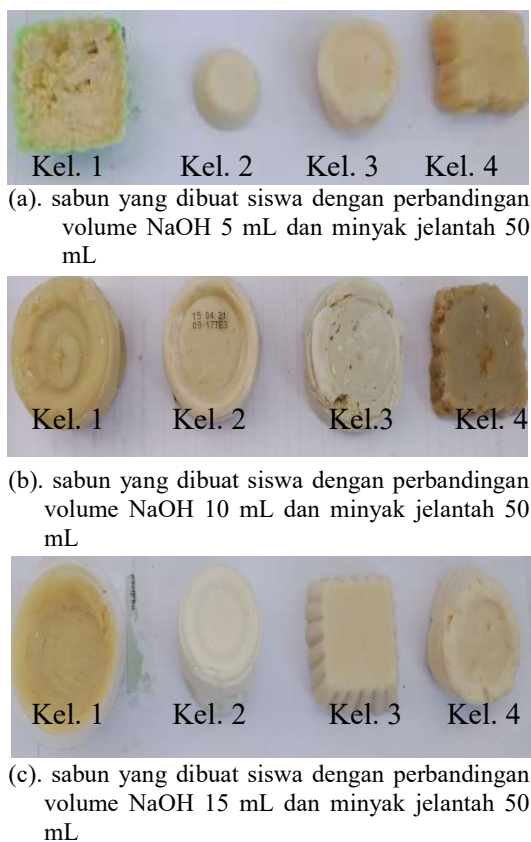 Kel. 1 Kel. 2 Kel. 3 Kel. 4
(a). sabun yang dibuat siswa dengan perbandingan
volume NaOH 5 mL dan minyak jelantah 50
mL
15 04 21
Kel. 1 Kel. 2 Kel.3 Kel. 4
(b). sabun yang dibuat siswa dengan perbandingan
volume NaOH 10 mL dan minyak jelantah 50
mL
Kel. 1 Kel. 2 Kel. 3 Kel. 4
(c). sabun yang dibuat siswa dengan perbandingan
volume NaOH 15 mL dan minyak jelantah 50
mL